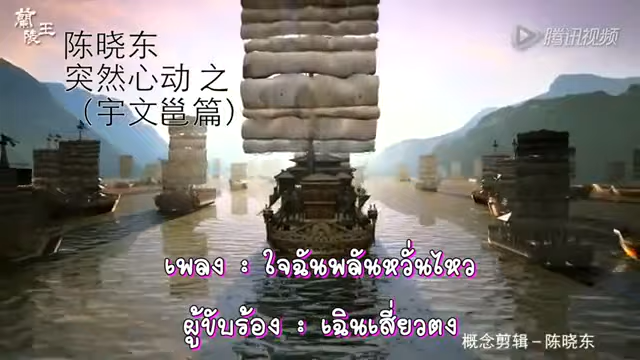 蘭陵王
腾讯视频
陈晓东
突然心动 之
（宇文邕篇）
เพลง : ใจฉันพลันหวั่นไหว
ผู้ขับร้อง : เฉินเสี่ยวตง
概念剪辑 – 陈晓东